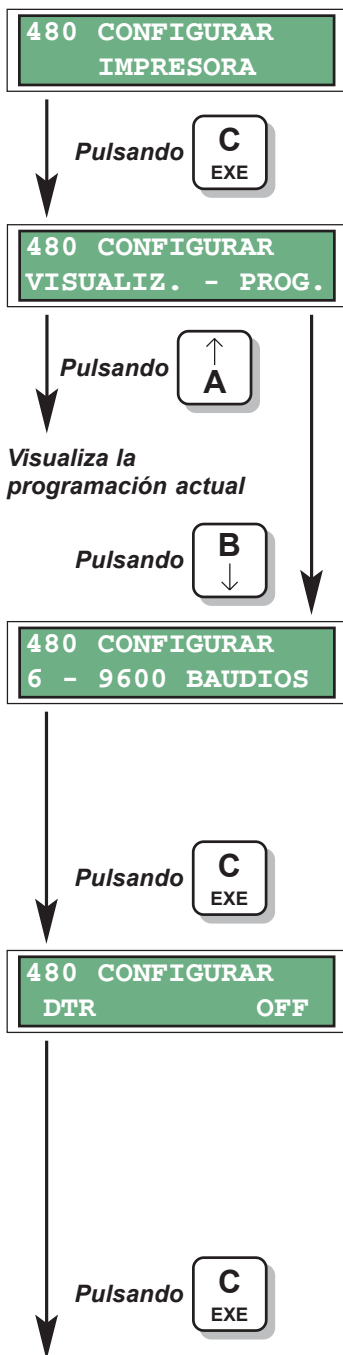 480 CONFIGURAR
IMPRESORA
Pulsando
C
EXE
480 CONFIGURAR
VISUALIZ. - PROG.
Pulsando
↑
A
Visualiza la
programación actual
Pulsando
B
↓
480 CONFIGURAR
6 - 9600 BAUDIOS
Pulsando
C
EXE
480 CONFIGURAR
DTR OFF
Pulsando
C
EXE